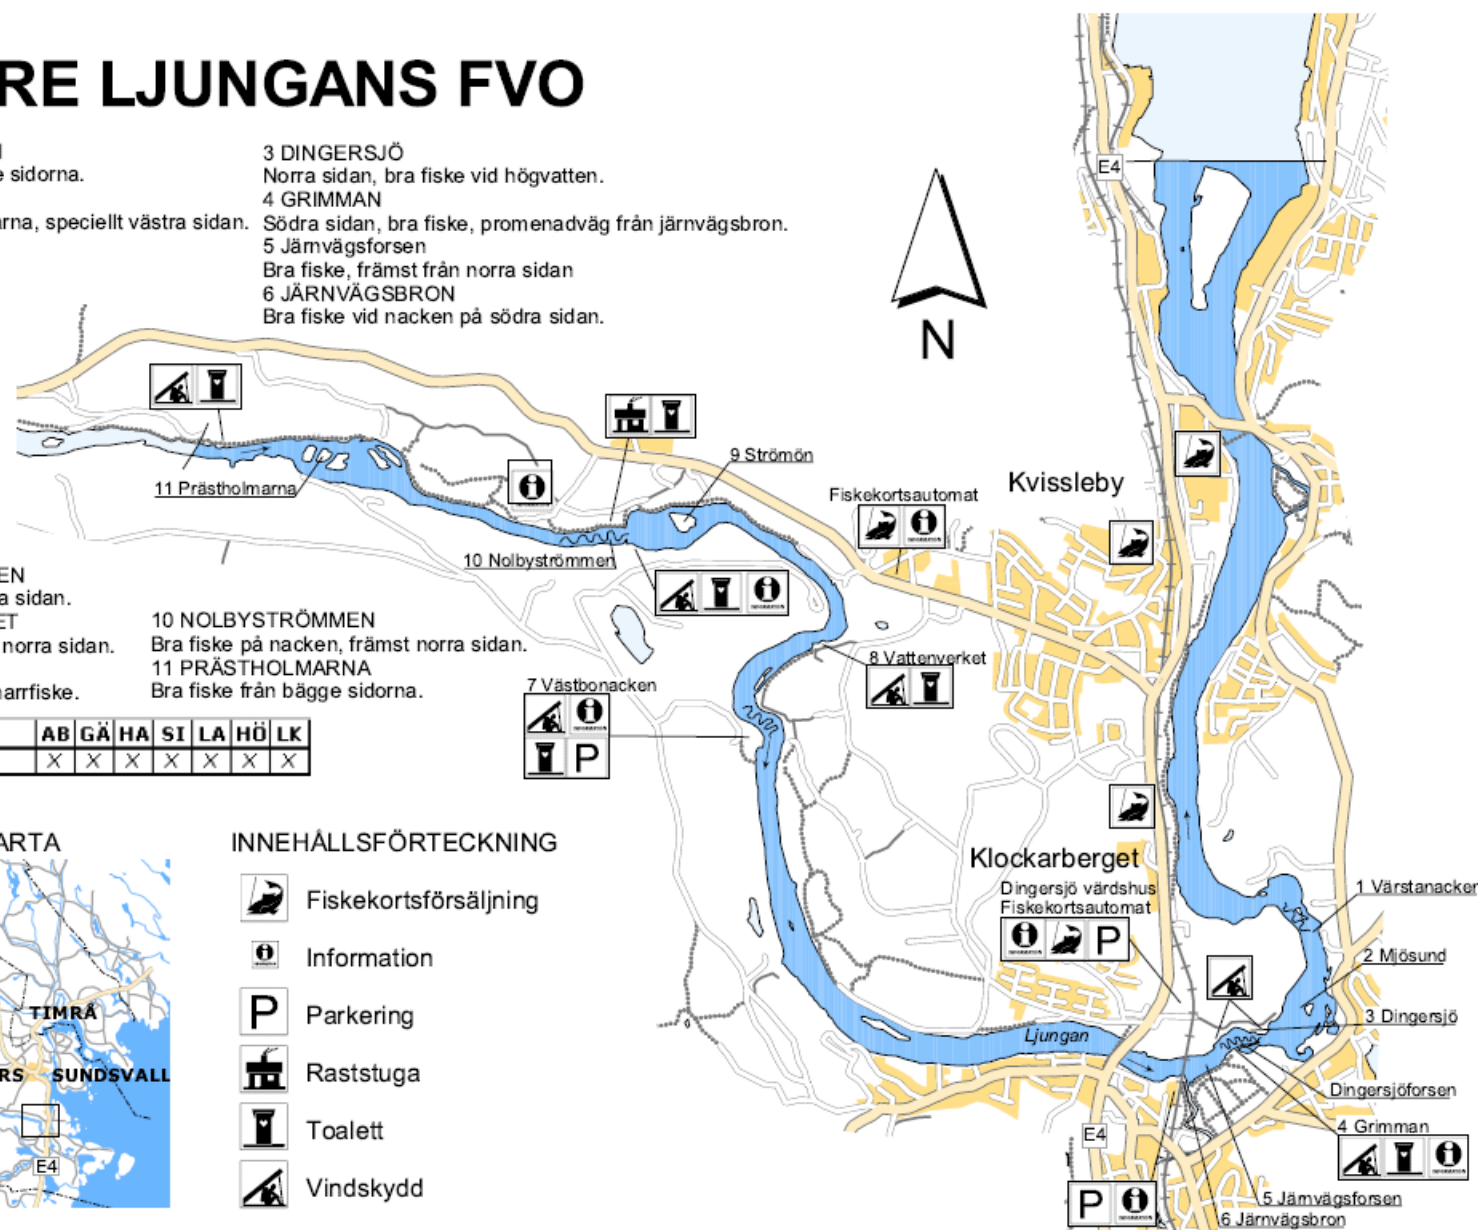 RE LJUNGANS FVO
sidorna.
speciellt västra sidan.
3 DINGERSJÖ
Norra sidan, bra fiske vid högvatten.
4 GRIMMAN
Södra sidan, bra fiske, promenadväg från järnvägsbron.
5 Järnvägsforsen
Bra fiske, främst från norra sidan
6 JÄRNVÄGSBRON
Bra fiske vid nacken på södra sidan.
E4
N
9 Strömön
11 Prästholmarna
Fiskekortsautomat
Kvissleby
10 Nolbyströmmen
EN
a sidan.
ET
norra sidan.
10 NOLBYSTRÖMMEN
Bra fiske på nacken, främst norra sidan.
11 PRÄSTHOLMARNA
Bra fiske från bägge sidorna.
harrfiske.
8 Vattenverket
7 Västbonacken
P
AB GÄ HA SI LA HÖ LK
X X X X X X X
ARTA
INNEHÅLLSFÖRTECKNING
Fiskekortsförsäljning
Information
P Parkering
Raststuga
Toalett
Vindskydd
TIMRÅ
RS SUNDSVALL
E4
Klockarberget
Dingersjö värdshus
Fiskekortsautomat
P
1 Värstanacken
2 Mjösund
3 Dingersjö
Ljungan
Dingersjöforsen
4 Grimman
E4
P
5 Järnvägsforsen
6 Järnvägsbron